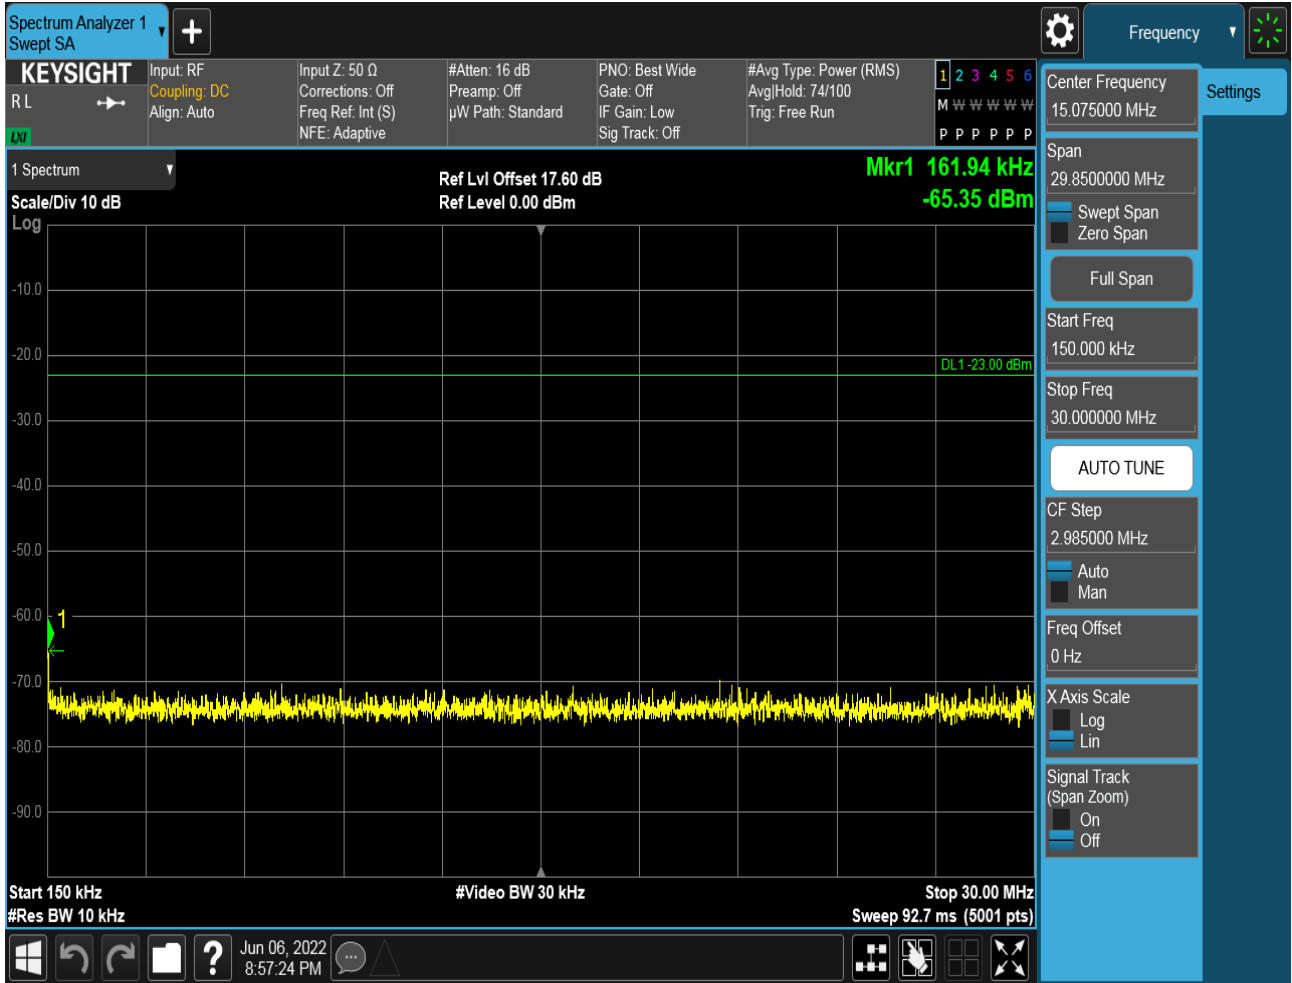 Spectrum Analyzer 1
Swept SA
Frequency
KEYSIGHT
R L
LXI
Input: RF
Coupling: DC
Align: Auto
Input Z: 50 Ω
Corrections: Off
Freq Ref: Int (S)
NFE: Adaptive
#Atten: 16 dB
Preamp: Off
µW Path: Standard
PNO: Best Wide
Gate: Off
IF Gain: Low
Sig Track: Off
#Avg Type: Power (RMS)
Avg|Hold: 74/100
Trig: Free Run
1 2 3 4 5 6
M W W W W W
P P P P P P
1 Spectrum
Scale/Div 10 dB
Log
Ref Lvl Offset 17.60 dB
Ref Level 0.00 dBm
Mkr1 161.94 kHz
-65.35 dBm
-10.0
-20.0
DL1 -23.00 dBm
-30.0
-40.0
-50.0
-60.0
1
-70.0
-80.0
-90.0
Start 150 kHz
#Video BW 30 kHz
Stop 30.00 MHz
#Res BW 10 kHz
Sweep 92.7 ms (5001 pts)
Center Frequency
15.075000 MHz
Settings
Span
29.8500000 MHz
Swept Span
Zero Span
Full Span
Start Freq
150.000 kHz
Stop Freq
30.000000 MHz
AUTO TUNE
CF Step
2.985000 MHz
Auto
Man
Freq Offset
0 Hz
X Axis Scale
Log
Lin
Signal Track
(Span Zoom)
On
Off
?
Jun 06, 2022
8:57:24 PM